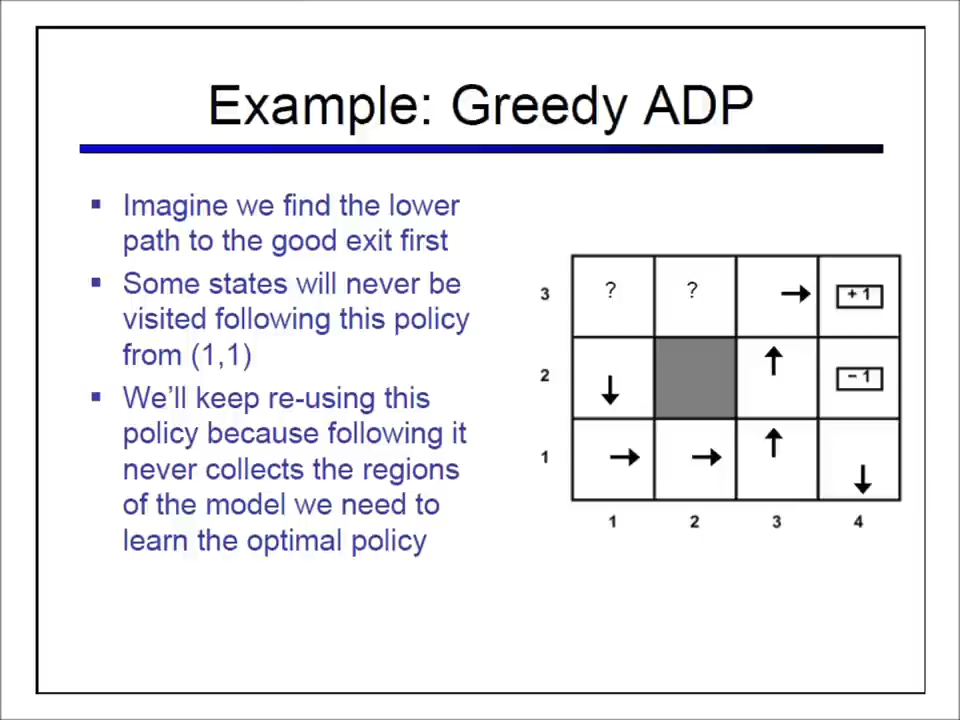 Example: Greedy ADP
Imagine we find the lower
path to the good exit first
Some states will never be
visited following this policy
from (1,1)
We'll keep re-using this
policy because following it
never collects the regions
of the model we need to
learn the optimal policy
3 ? ? + 1
2 - 1
1
1 2 3 4